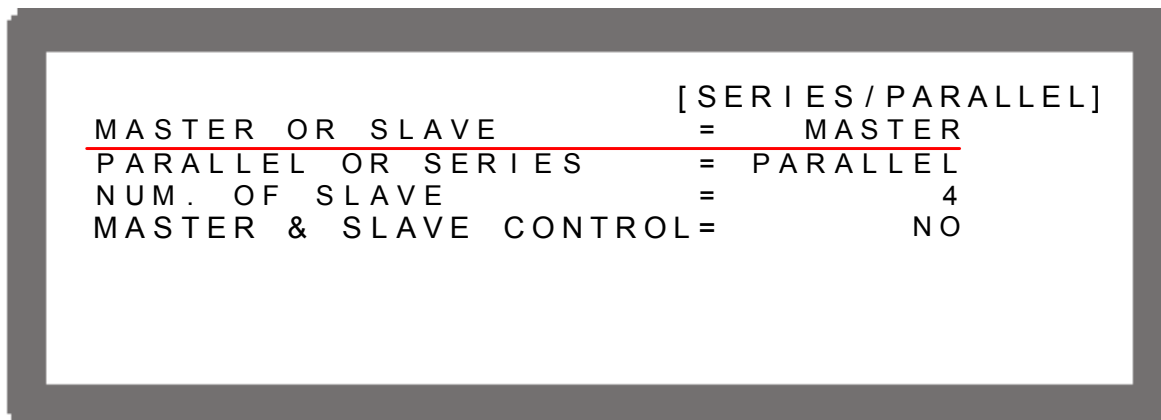 [SERIES/PARALLEL]
MASTER OR SLAVE = MASTER
PARALLEL OR SERIES = PARALLEL
NUM. OF SLAVE = 4
MASTER & SLAVE CONTROL= NO